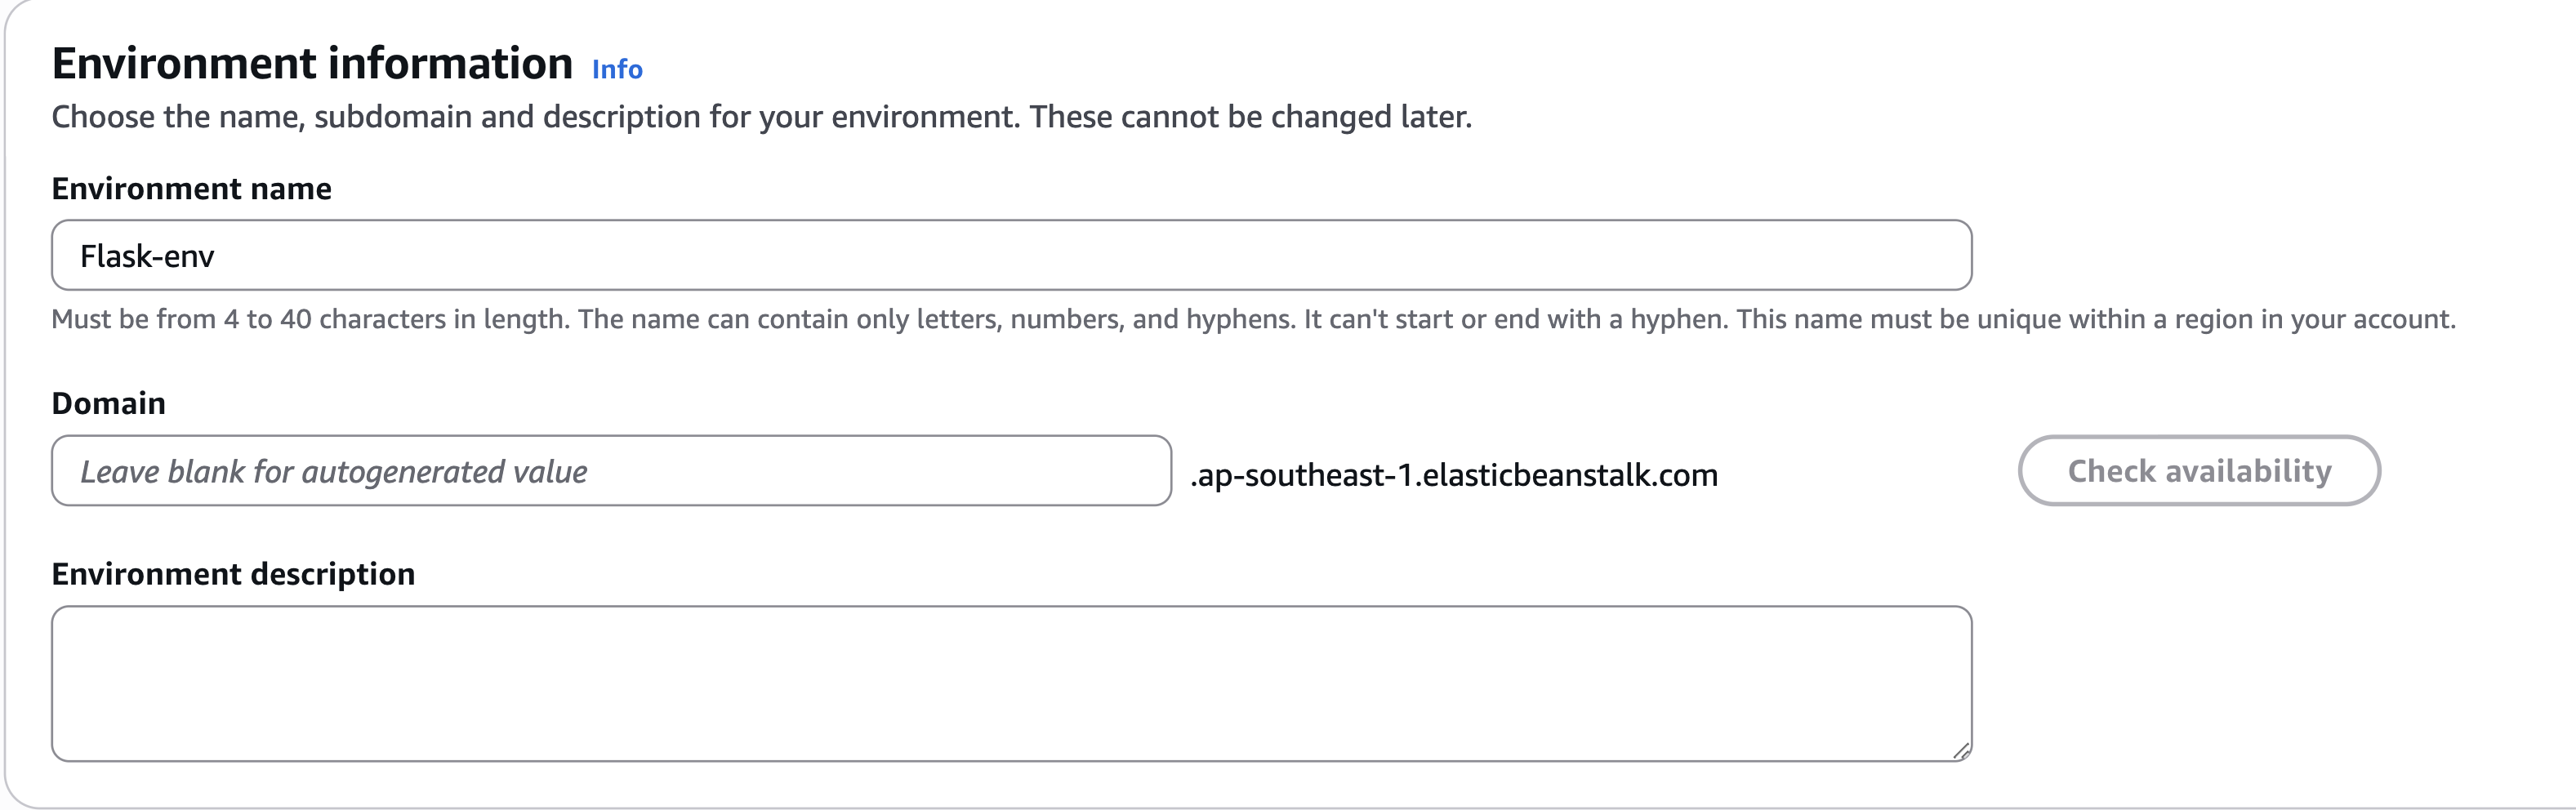 Environment information Info
Choose the name, subdomain and description for your environment. These cannot be changed later.
Environment name
Flask-env
Must be from 4 to 40 characters in length. The name can contain only letters, numbers, and hyphens. It can't start or end with a hyphen. This name must be unique within a region in your account.
Domain
Leave blank for autogenerated value .ap-southeast-1.elasticbeanstalk.com Check availability
Environment description